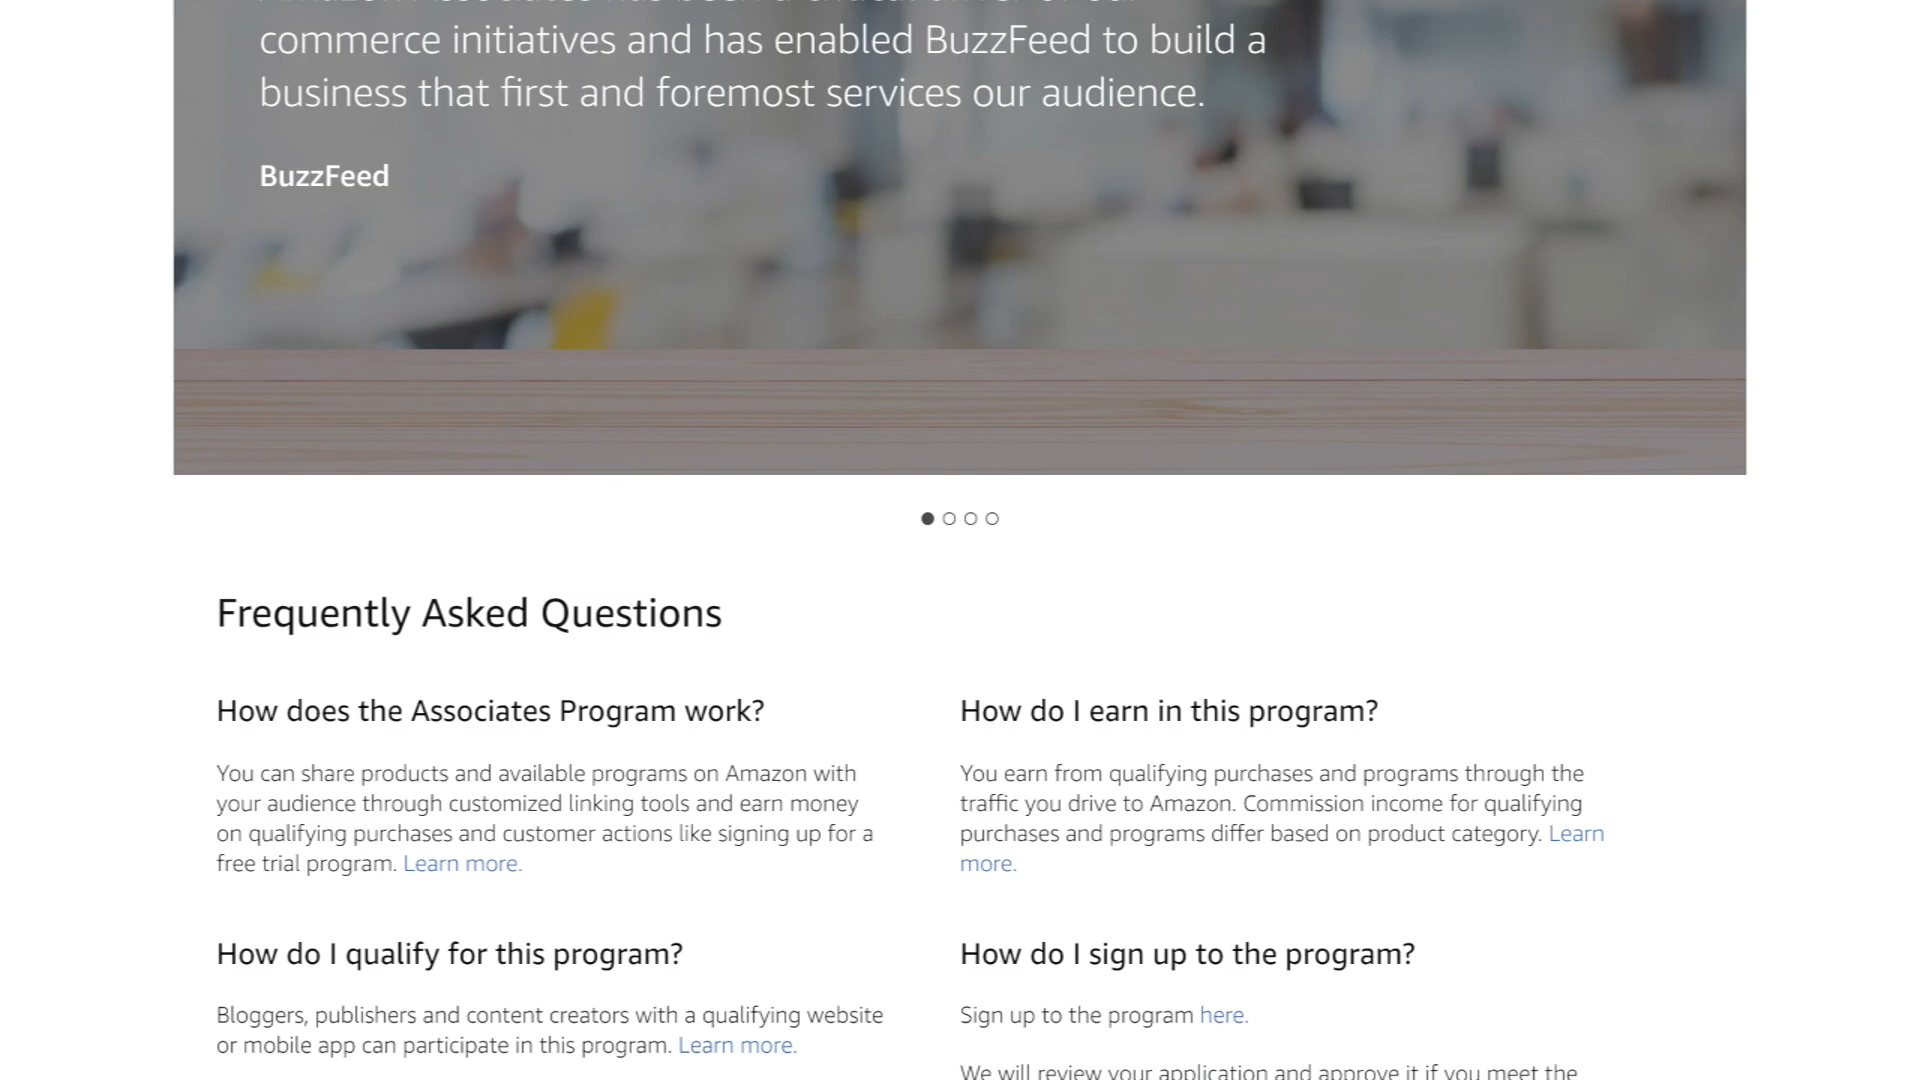 commerce initiatives and has enabled BuzzFeed to build a
business that first and foremost services our audience.
BuzzFeed
Frequently Asked Questions
How does the Associates Program work?
You can share products and available programs on Amazon with
your audience through customized linking tools and earn money
on qualifying purchases and customer actions like signing up for a
free trial program. Learn more.
How do I earn in this program?
You earn from qualifying purchases and programs through the
traffic you drive to Amazon. Commission income for qualifying
purchases and programs differ based on product category. Learn
more.
How do I qualify for this program?
Bloggers, publishers and content creators with a qualifying website
or mobile app can participate in this program. Learn more.
How do I sign up to the program?
Sign up to the program here.
We will review your application and approve it if you meet the